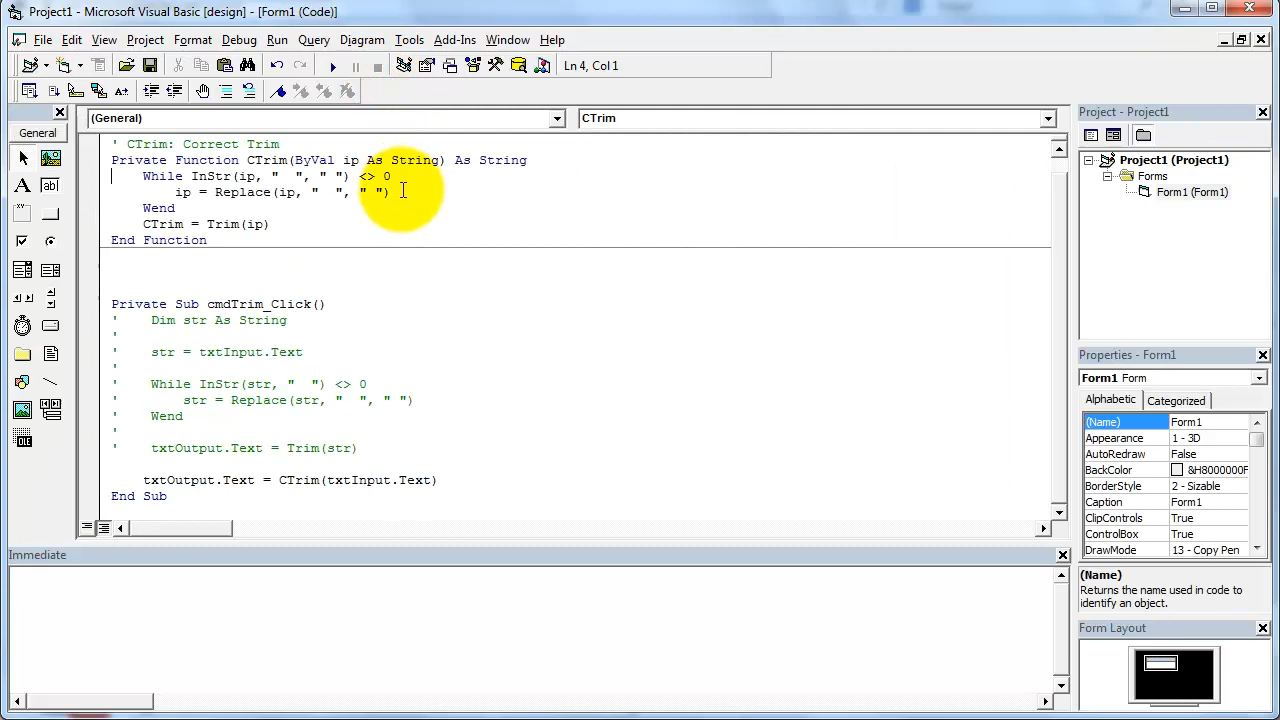 Project1 - Microsoft Visual Basic [design] - [Form1 (Code)]
File Edit View Project Format Debug Run Query Diagram Tools Add-Ins Window Help
Ln 4, Col 1
General
(General)
CTrim
' CTrim: Correct Trim
Private Function CTrim(ByVal ip As String) As String
    While InStr(ip, "  ", " ") <> 0
        ip = Replace(ip, "  ", " ")
    Wend
    CTrim = Trim(ip)
End Function
Private Sub cmdTrim_Click()
'    Dim str As String
'
'    str = txtInput.Text
'
'    While InStr(str, "  ") <> 0
'        str = Replace(str, "  ", " ")
'    Wend
'
'    txtOutput.Text = Trim(str)
    txtOutput.Text = CTrim(txtInput.Text)
End Sub
Immediate
Project - Project1
Project1 (Project1)
Forms
Form1 (Form1)
Properties - Form1
Form1 Form
Alphabetic Categorized
(Name) Form1
Appearance 1 - 3D
AutoRedraw False
BackColor &H8000000F
BorderStyle 2 - Sizable
Caption Form1
ClipControls True
ControlBox True
DrawMode 13 - Copy Pen
(Name)
Returns the name used in code to
identify an object.
Form Layout